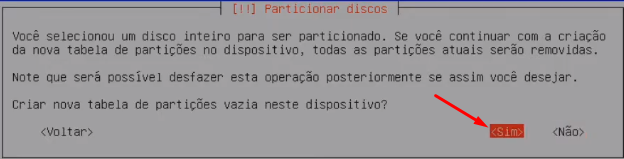 [!!] Particionar discos
Você selecionou um disco inteiro para ser particionado. Se você continuar com a criação
da nova tabela de partições no dispositivo, todas as partições atuais serão removidas.
Note que será possível desfazer esta operação posteriormente se assim você desejar.
Criar nova tabela de partições vazia neste dispositivo?
<Voltar> <Sim> <Não>